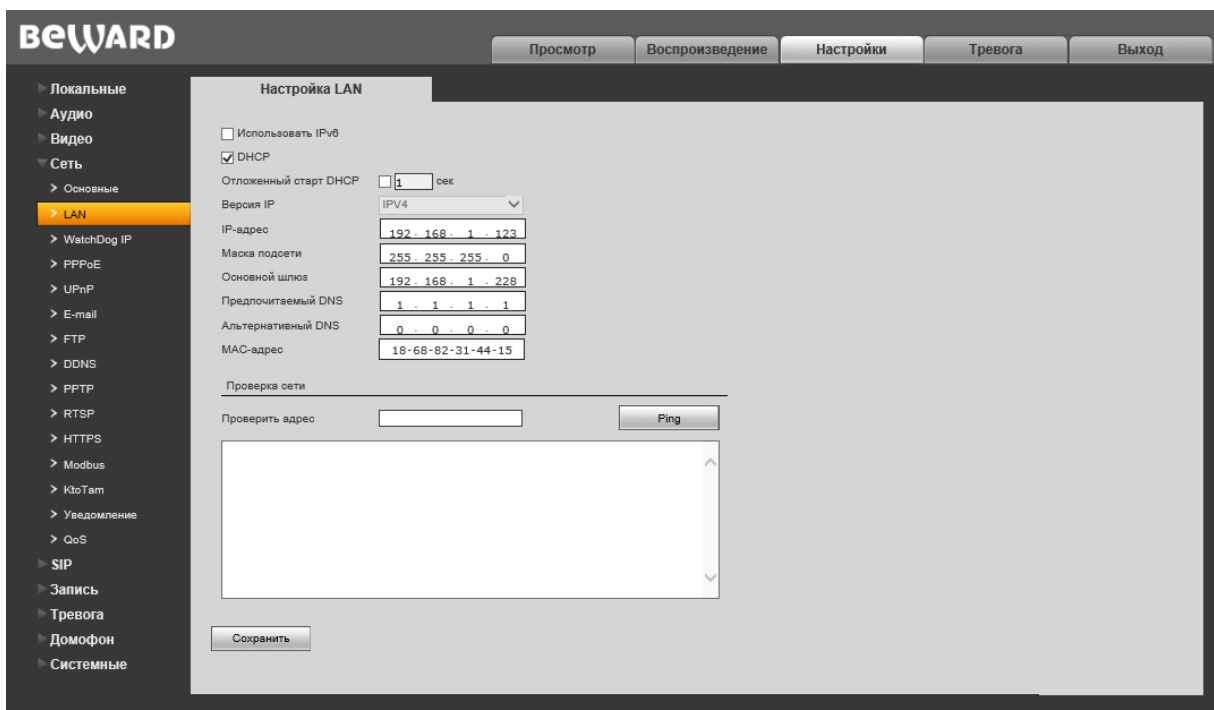 BEWARD
Просмотр Воспроизведение Настройки Тревога Выход
Локальные
Аудио
Видео
Сеть
> Основные
> LAN
> WatchDog IP
> PPPoE
> UPnP
> E-mail
> FTP
> DDNS
> PPTP
> RTSP
> HTTPS
> Modbus
> KtoTam
> Уведомление
> QoS
SIP
Запись
Тревога
Домофон
Системные
Настройка LAN
Использовать IPv6
DHCP
Отложенный старт DHCP 1 сек
Версия IP IPV4
IP-адрес 192 . 168 . 1 . 123
Маска подсети 255 . 255 . 255 . 0
Основной шлюз 192 . 168 . 1 . 228
Предпочитаемый DNS 1 . 1 . 1 . 1
Альтернативный DNS 0 . 0 . 0 . 0
MAC-адрес 18-68-82-31-44-15
Проверка сети
Проверить адрес Ping
Сохранить